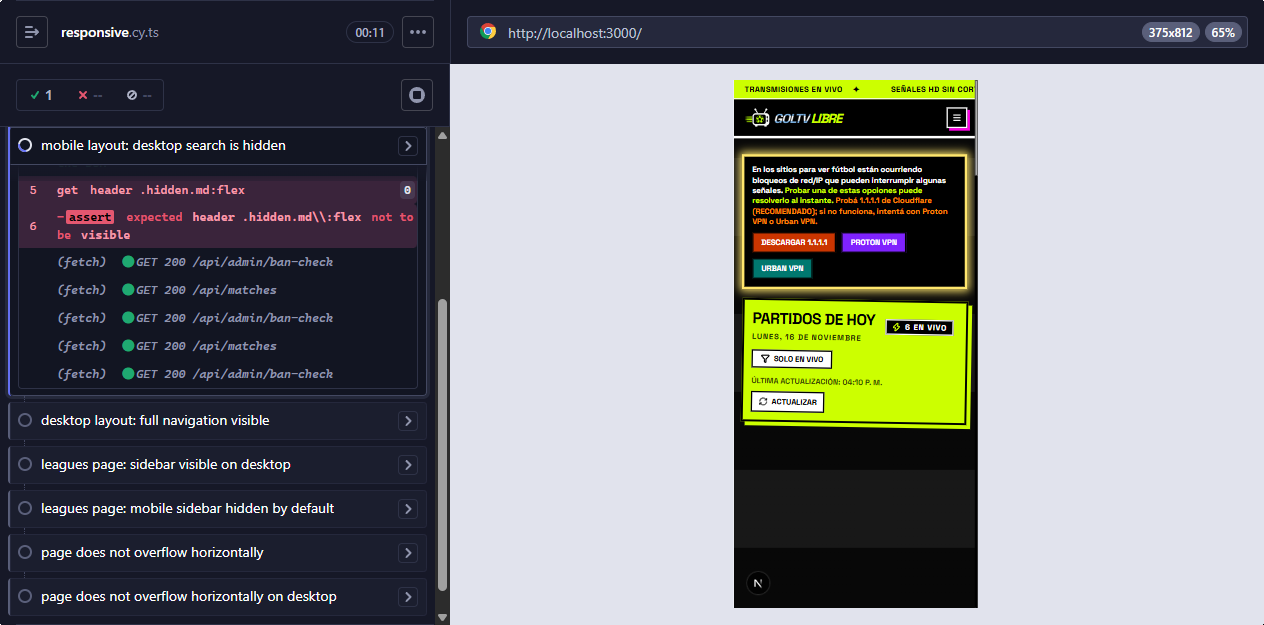 responsive.cy.ts
00:11
1
--
--
mobile layout: desktop search is hidden
5 get header .hidden.md:flex 0
6 -assert expected header .hidden.md\\:flex not to
be visible
(fetch) GET 200 /api/admin/ban-check
(fetch) GET 200 /api/matches
(fetch) GET 200 /api/admin/ban-check
(fetch) GET 200 /api/matches
(fetch) GET 200 /api/admin/ban-check
desktop layout: full navigation visible
leagues page: sidebar visible on desktop
leagues page: mobile sidebar hidden by default
page does not overflow horizontally
page does not overflow horizontally on desktop
http://localhost:3000/
375x812
65%
TRANSMISIONES EN VIVO ✦ SEÑALES HD SIN COR
GOLTV LIBRE
En los sitios para ver fútbol están ocurriendo
bloqueos de red/IP que pueden interrumpir algunas
señales. Probar una de estas opciones puede
resolverlo al instante. Probá 1.1.1.1 de Cloudflare
(RECOMENDADO); si no funciona, intentá con Proton
VPN o Urban VPN.
DESCARGAR 1.1.1.1
PROTON VPN
URBAN VPN
PARTIDOS DE HOY
6 EN VIVO
LUNES, 16 DE NOVIEMBRE
SOLO EN VIVO
ÚLTIMA ACTUALIZACIÓN: 04:10 P. M.
ACTUALIZAR
N